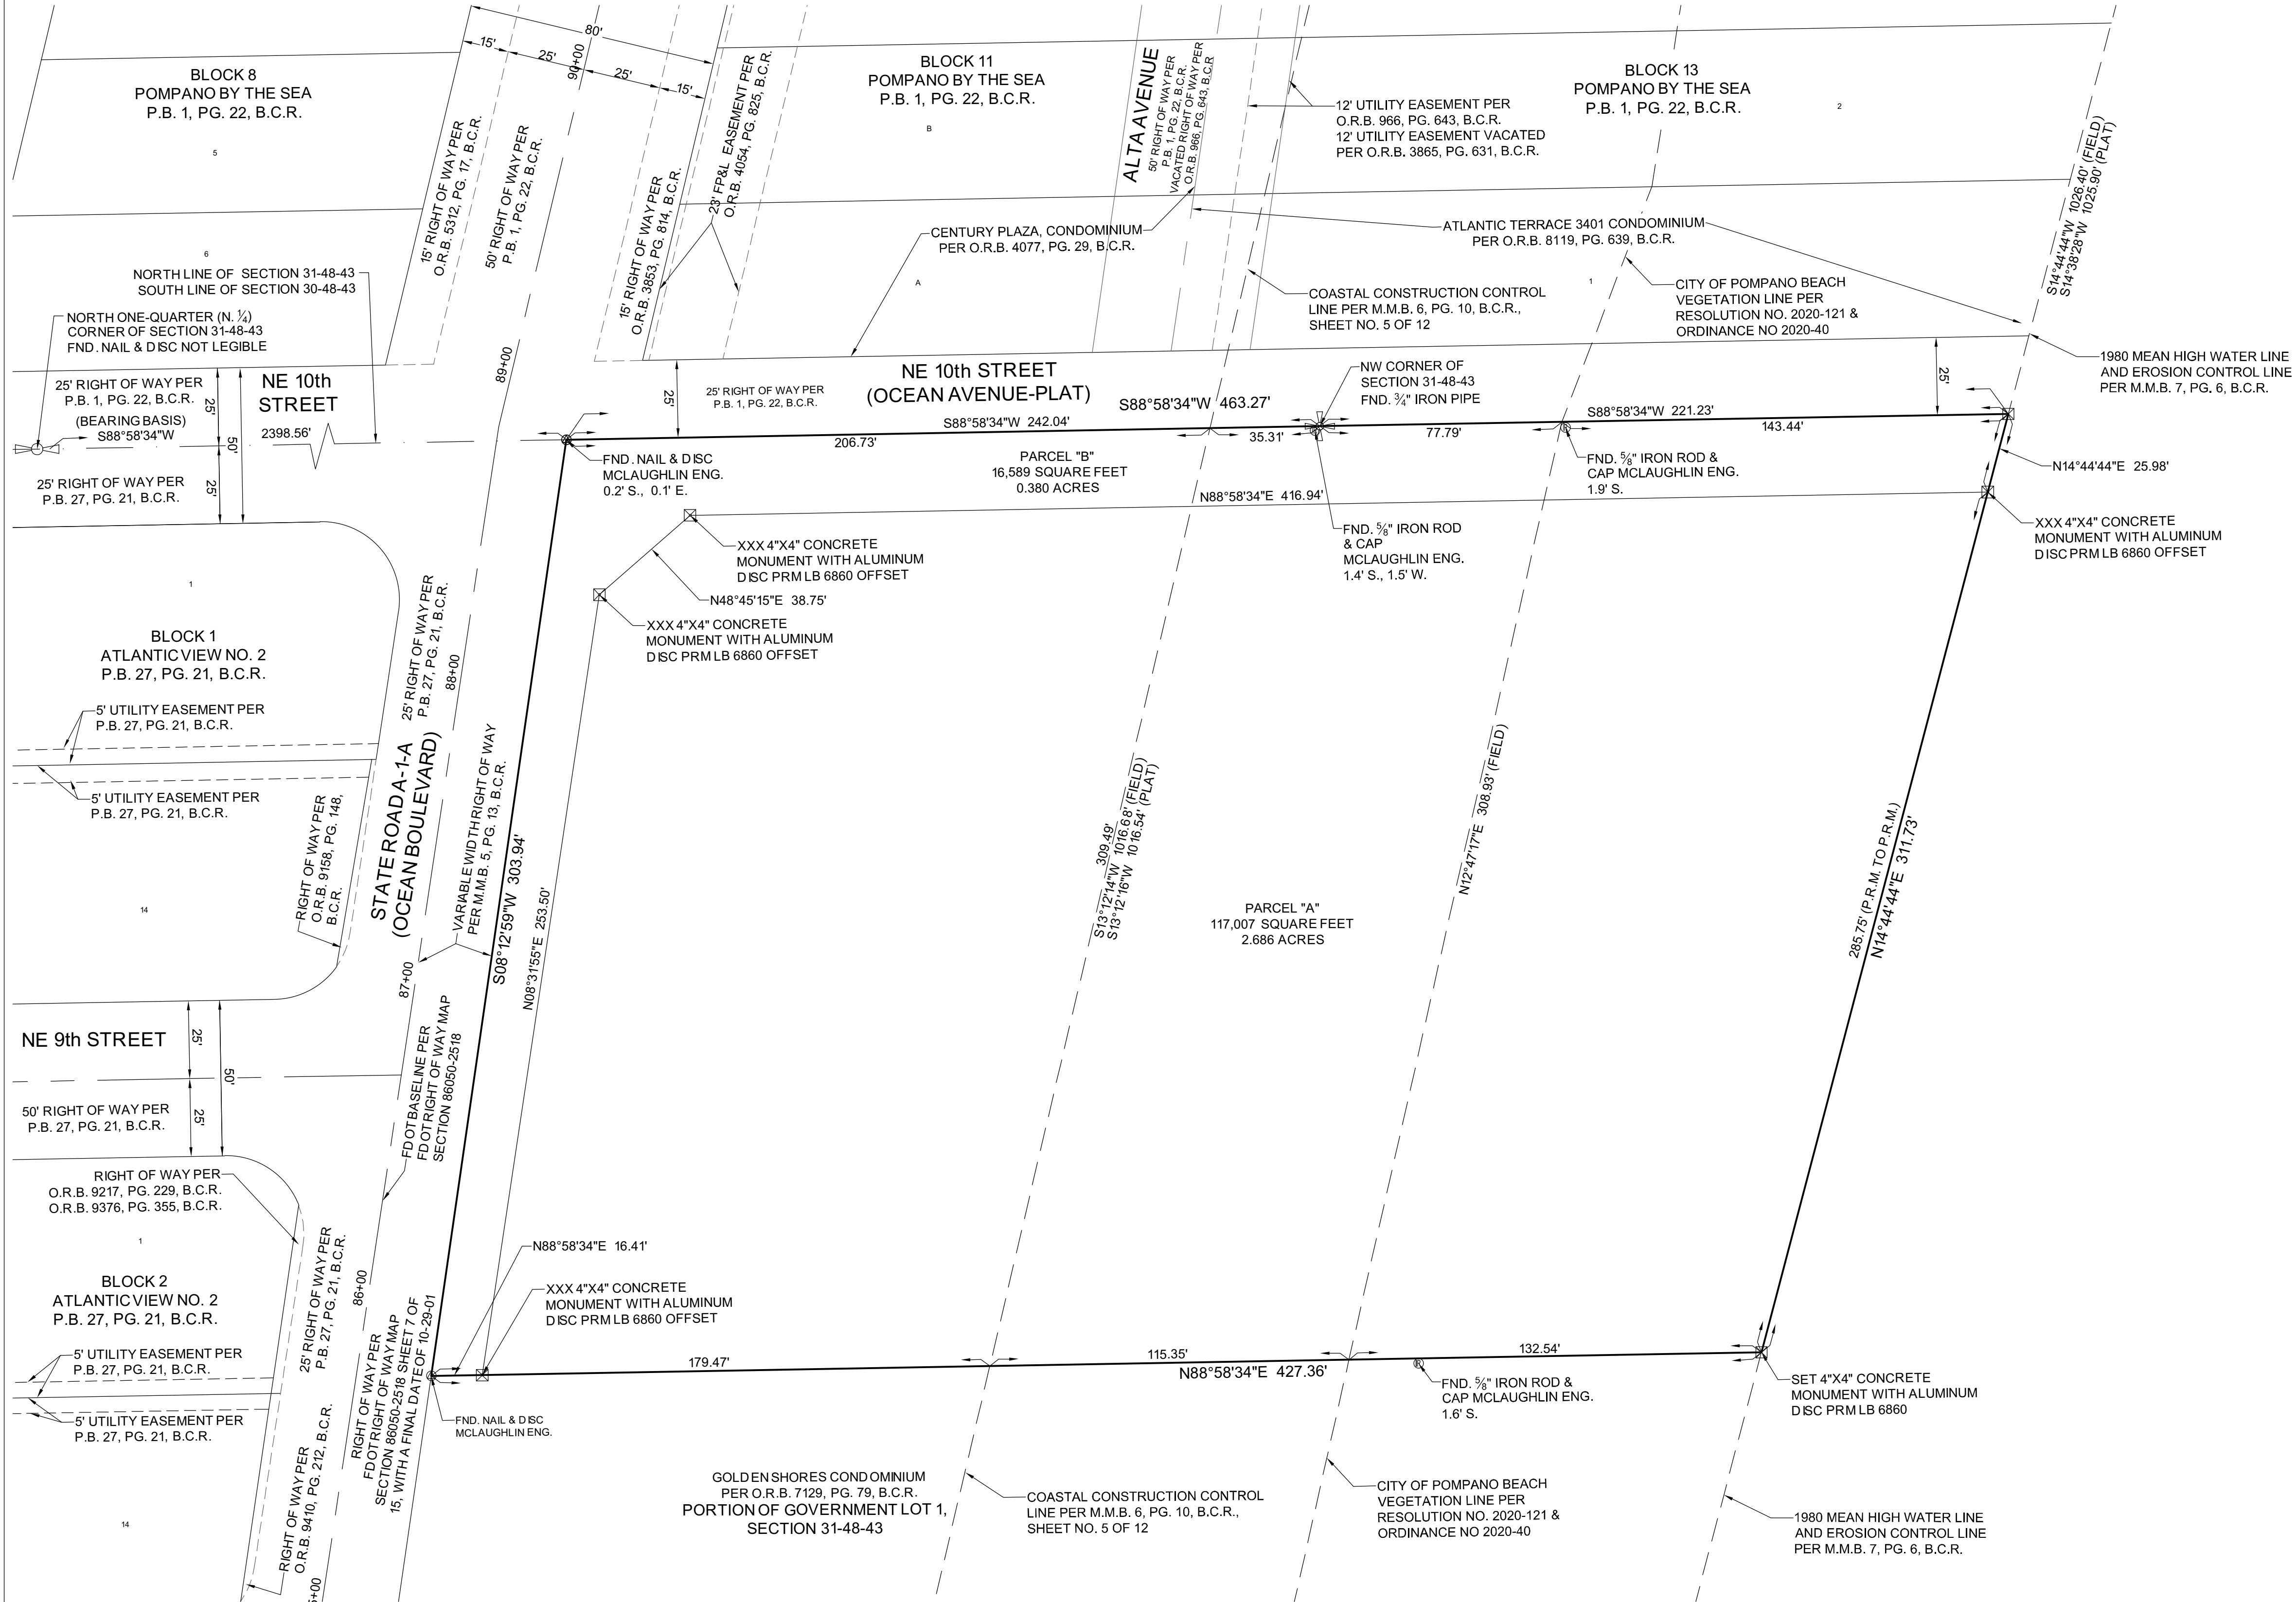 80'
15'
25'
90+00
25'
15'
BLOCK 8
POMPANO BY THE SEA
P.B. 1, PG. 22, B.C.R.
5
15' RIGHT OF WAY PER
O.R.B. 5312, PG. 17, B.C.R.
50' RIGHT OF WAY PER
P.B. 1, PG. 22, B.C.R.
15' RIGHT OF WAY PER
O.R.B. 3853, PG. 814, B.C.R.
23' FP&L EASEMENT PER
O.R.B. 4054, PG. 825, B.C.R.
BLOCK 11
POMPANO BY THE SEA
P.B. 1, PG. 22, B.C.R.
B
ALTA AVENUE
50' RIGHT OF WAY PER
P.B. 1, PG. 22, B.C.R.
VACATED RIGHT OF WAY PER
O.R.B. 966, PG. 643, B.C.R
12' UTILITY EASEMENT PER
O.R.B. 966, PG. 643, B.C.R.
12' UTILITY EASEMENT VACATED
PER O.R.B. 3865, PG. 631, B.C.R.
BLOCK 13
POMPANO BY THE SEA
P.B. 1, PG. 22, B.C.R.
2
S14°44'44"W 1026.40' (FIELD)
S14°38'28"W 1025.90' (PLAT)
6
NORTH LINE OF SECTION 31-48-43
SOUTH LINE OF SECTION 30-48-43
NORTH ONE-QUARTER (N. ¼)
CORNER OF SECTION 31-48-43
FND. NAIL & DISC NOT LEGIBLE
CENTURY PLAZA, CONDOMINIUM
PER O.R.B. 4077, PG. 29, B.C.R.
A
ATLANTIC TERRACE 3401 CONDOMINIUM
PER O.R.B. 8119, PG. 639, B.C.R.
COASTAL CONSTRUCTION CONTROL
LINE PER M.M.B. 6, PG. 10, B.C.R.,
SHEET NO. 5 OF 12
1
CITY OF POMPANO BEACH
VEGETATION LINE PER
RESOLUTION NO. 2020-121 &
ORDINANCE NO 2020-40
1980 MEAN HIGH WATER LINE
AND EROSION CONTROL LINE
PER M.M.B. 7, PG. 6, B.C.R.
25' RIGHT OF WAY PER
P.B. 1, PG. 22, B.C.R.
(BEARING BASIS)
S88°58'34"W
2398.56'
25'
50'
25'
NE 10th
STREET
25' RIGHT OF WAY PER
P.B. 27, PG. 21, B.C.R.
89+00
25'
25' RIGHT OF WAY PER
P.B. 1, PG. 22, B.C.R.
NE 10th STREET
(OCEAN AVENUE-PLAT)
S88°58'34"W 463.27'
NW CORNER OF
SECTION 31-48-43
FND. ¾" IRON PIPE
25'
S88°58'34"W 242.04'
S88°58'34"W 221.23'
206.73'
35.31'
77.79'
143.44'
FND. NAIL & DISC
MCLAUGHLIN ENG.
0.2' S., 0.1' E.
PARCEL "B"
16,589 SQUARE FEET
0.380 ACRES
FND. ⅝" IRON ROD &
CAP MCLAUGHLIN ENG.
1.9' S.
N14°44'44"E 25.98'
N88°58'34"E 416.94'
XXX 4"X4" CONCRETE
MONUMENT WITH ALUMINUM
DISC PRM LB 6860 OFFSET
FND. ⅝" IRON ROD
& CAP
MCLAUGHLIN ENG.
1.4' S., 1.5' W.
XXX 4"X4" CONCRETE
MONUMENT WITH ALUMINUM
DISC PRM LB 6860 OFFSET
N48°45'15"E 38.75'
XXX 4"X4" CONCRETE
MONUMENT WITH ALUMINUM
DISC PRM LB 6860 OFFSET
1
BLOCK 1
ATLANTIC VIEW NO. 2
P.B. 27, PG. 21, B.C.R.
25' RIGHT OF WAY PER
P.B. 27, PG. 21, B.C.R.
88+00
5' UTILITY EASEMENT PER
P.B. 27, PG. 21, B.C.R.
5' UTILITY EASEMENT PER
P.B. 27, PG. 21, B.C.R.
RIGHT OF WAY PER
O.R.B. 9158, PG. 148,
B.C.R.
STATE ROAD A-1-A
(OCEAN BOULEVARD)
VARIABLE WIDTH RIGHT OF WAY
PER M.M.B. 5, PG. 13, B.C.R.
S08°12'59"W 303.94'
N08°31'55"E 253.50'
309.49'
S13°12'14"W 1016.68' (FIELD)
S13°12'16"W 1016.54' (PLAT)
N12°47'17"E 308.93' (FIELD)
285.75' (P.R.M. TO P.R.M.)
N14°44'44"E 311.73'
14
PARCEL "A"
117,007 SQUARE FEET
2.686 ACRES
87+00
NE 9th STREET
25'
50'
25'
50' RIGHT OF WAY PER
P.B. 27, PG. 21, B.C.R.
FDOT BASELINE PER
FDOT RIGHT OF WAY MAP
SECTION 86050-2518
RIGHT OF WAY PER
O.R.B. 9217, PG. 229, B.C.R.
O.R.B. 9376, PG. 355, B.C.R.
1
BLOCK 2
ATLANTIC VIEW NO. 2
P.B. 27, PG. 21, B.C.R.
25' RIGHT OF WAY PER
P.B. 27, PG. 21, B.C.R.
86+00
N88°58'34"E 16.41'
XXX 4"X4" CONCRETE
MONUMENT WITH ALUMINUM
DISC PRM LB 6860 OFFSET
5' UTILITY EASEMENT PER
P.B. 27, PG. 21, B.C.R.
5' UTILITY EASEMENT PER
P.B. 27, PG. 21, B.C.R.
RIGHT OF WAY PER
FDOT RIGHT OF WAY MAP
SECTION 86050-2518 SHEET 7 OF
15, WITH A FINAL DATE OF 10-29-01
179.47'
115.35'
132.54'
N88°58'34"E 427.36'
FND. NAIL & DISC
MCLAUGHLIN ENG.
FND. ⅝" IRON ROD &
CAP MCLAUGHLIN ENG.
1.6' S.
SET 4"X4" CONCRETE
MONUMENT WITH ALUMINUM
DISC PRM LB 6860
RIGHT OF WAY PER
O.R.B. 9410, PG. 212, B.C.R.
14
GOLDEN SHORES CONDOMINIUM
PER O.R.B. 7129, PG. 79, B.C.R.
PORTION OF GOVERNMENT LOT 1,
SECTION 31-48-43
COASTAL CONSTRUCTION CONTROL
LINE PER M.M.B. 6, PG. 10, B.C.R.,
SHEET NO. 5 OF 12
CITY OF POMPANO BEACH
VEGETATION LINE PER
RESOLUTION NO. 2020-121 &
ORDINANCE NO 2020-40
1980 MEAN HIGH WATER LINE
AND EROSION CONTROL LINE
PER M.M.B. 7, PG. 6, B.C.R.